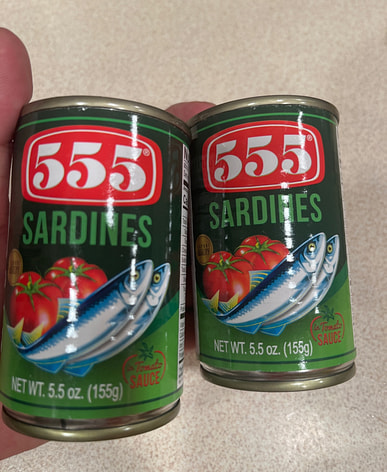 555®
SARDINES
In Tomato
SAUCE
NET WT. 5.5 oz. (155g)
555®
SARDINES
In Tomato
SAUCE
NET WT. 5.5 oz. (155g)